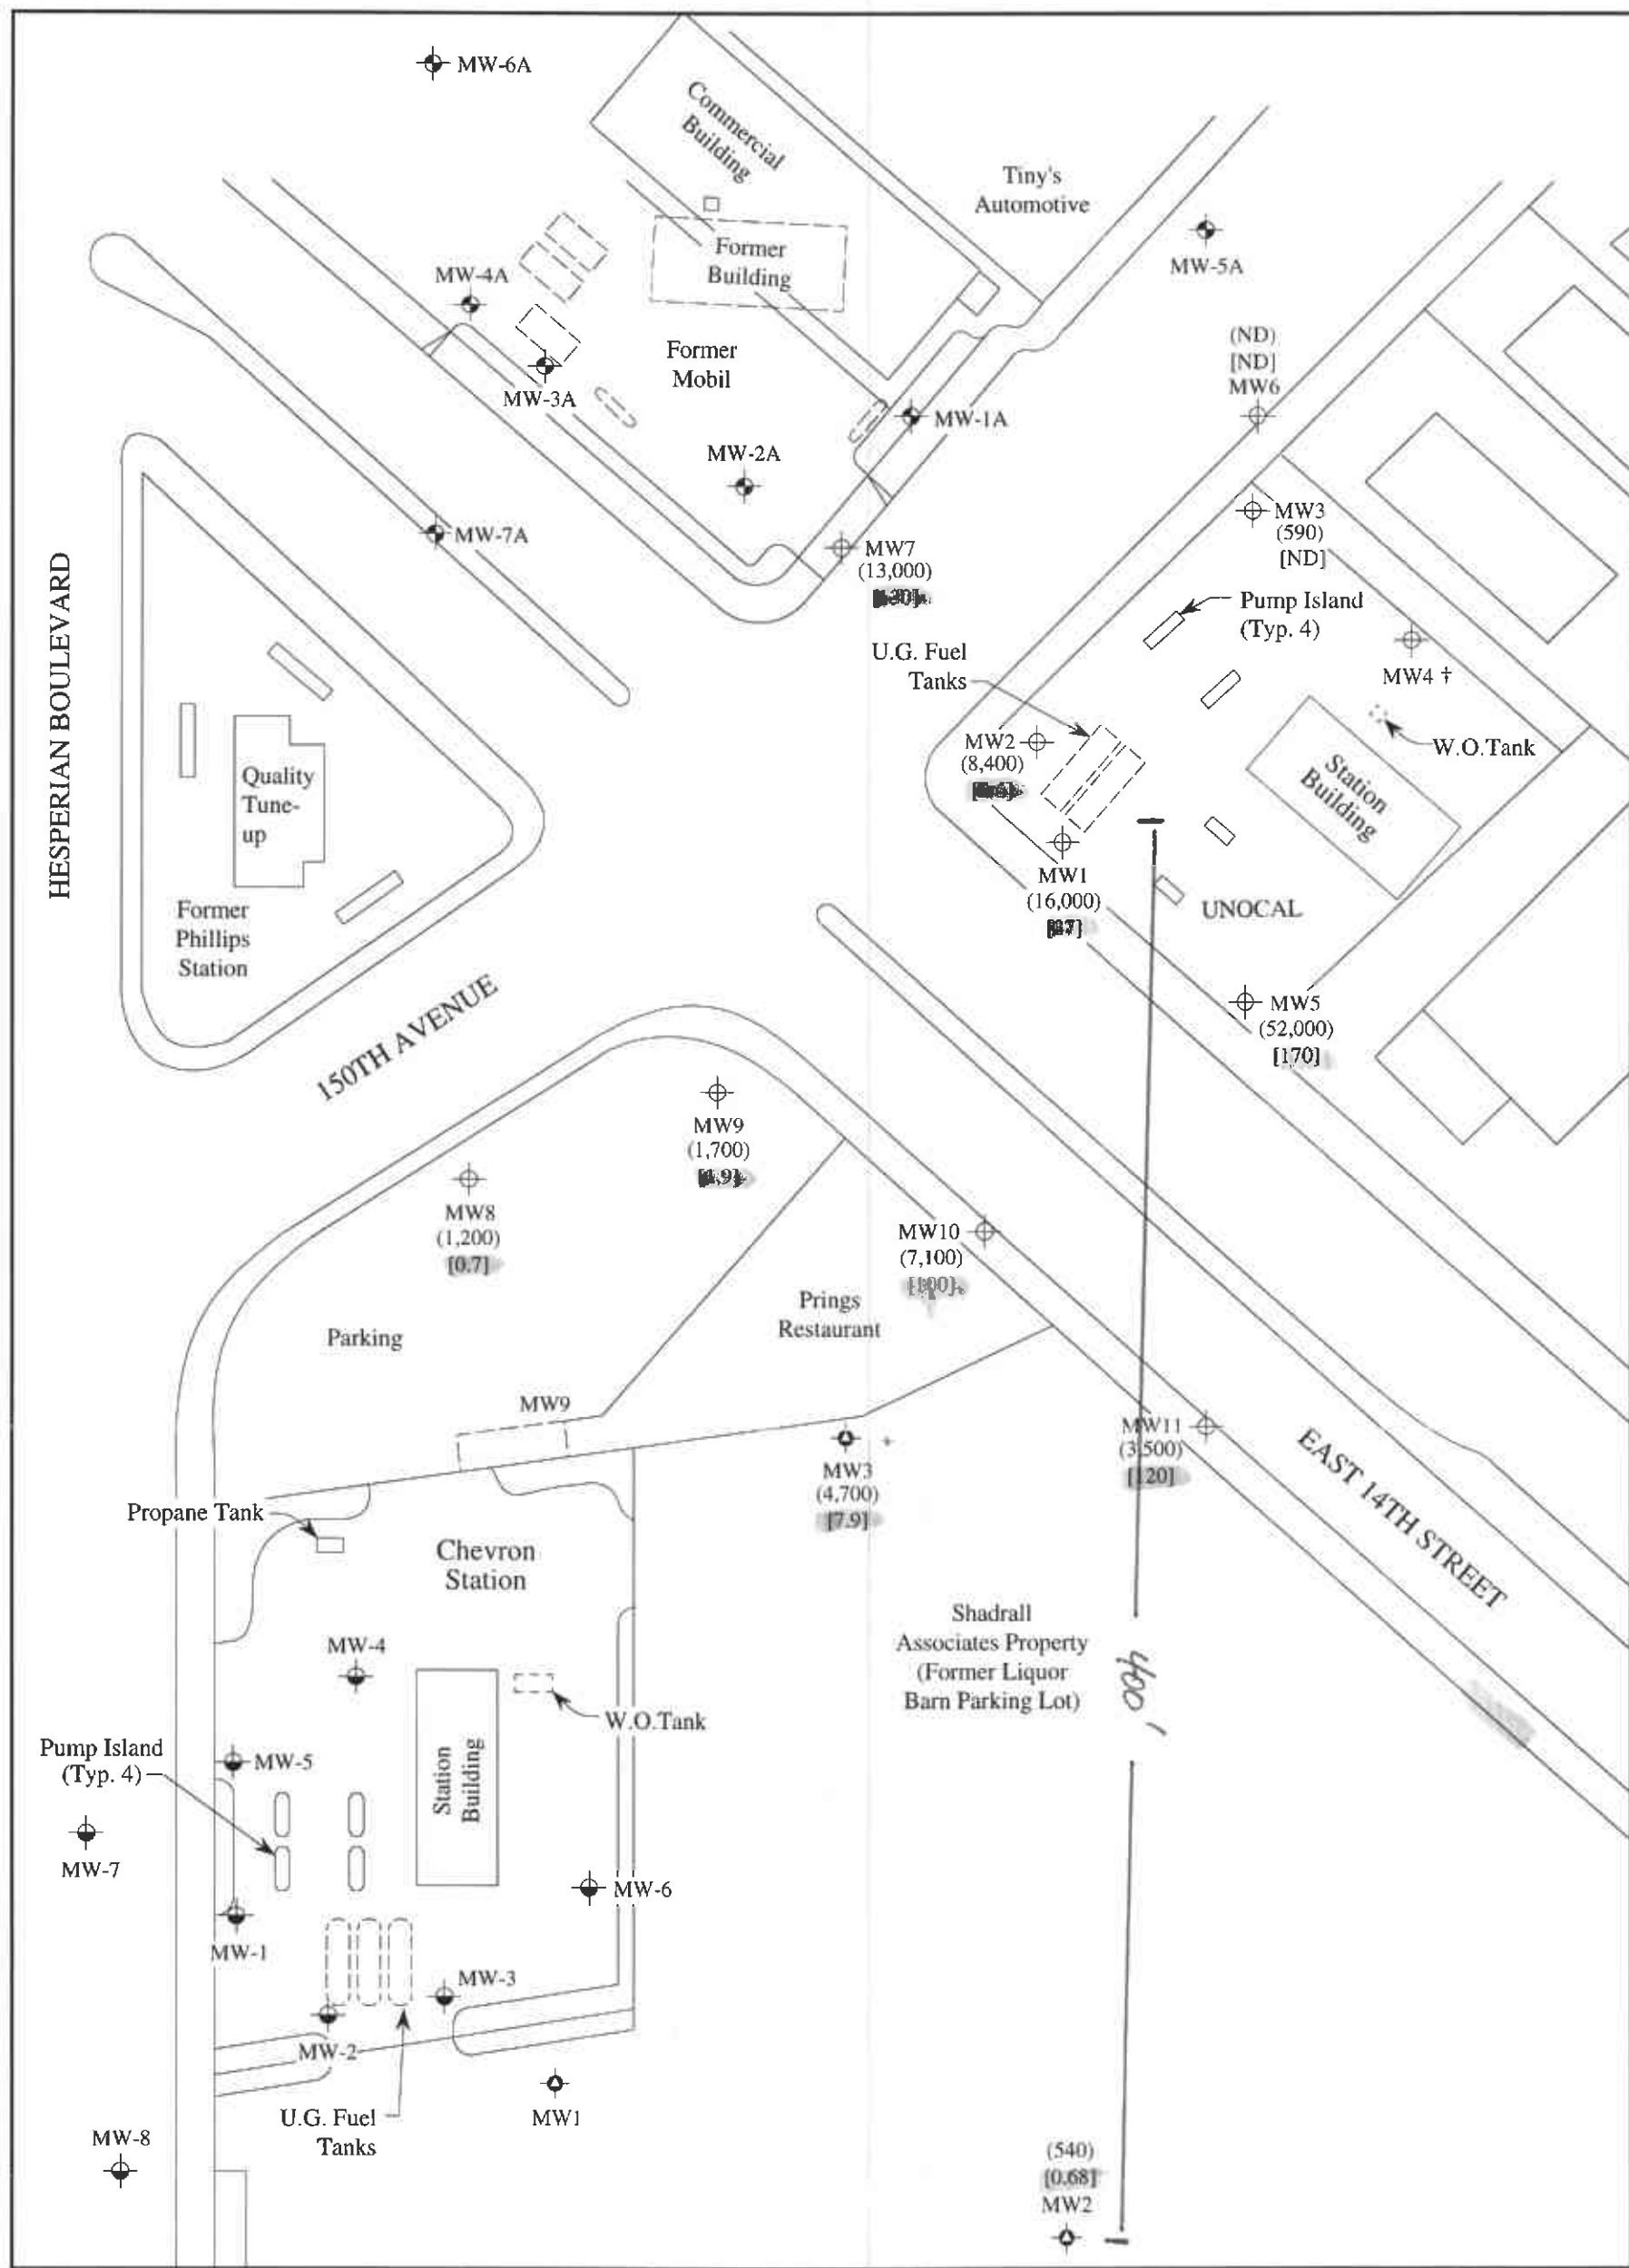 MW-6A
Commercial
Building
Tiny's
Automotive
MW-5A
Former
Building
MW-4A
(ND)
[ND]
MW6
Former
Mobil
MW-3A
MW-1A
MW-2A
MW3
(590)
[ND]
MW-7A
MW7
(13,000)
HESPERIAN BOULEVARD
Pump Island
(Typ. 4)
U.G. Fuel
Tanks
MW4 †
MW2
(8,400)
W.O.Tank
Station
Building
Quality
Tune-
up
MW1
(16,000)
UNOCAL
Former
Phillips
Station
MW5
(52,000)
[170]
150TH AVENUE
MW9
(1,700)
MW8
(1,200)
[0.7]
MW10
(7,100)
[100]
Prings
Restaurant
Parking
MW9
MW11
(3,500)
[120]
MW3
(4,700)
[7.9]
EAST 14TH STREET
Propane Tank
Chevron
Station
Shadrall
Associates Property
(Former Liquor
Barn Parking Lot)
400'
MW-4
W.O.Tank
Pump Island
(Typ. 4)
MW-5
Station
Building
MW-7
MW-6
MW-1
MW-3
MW-2
U.G. Fuel
Tanks
MW1
MW-8
(540)
[0.68]
MW2